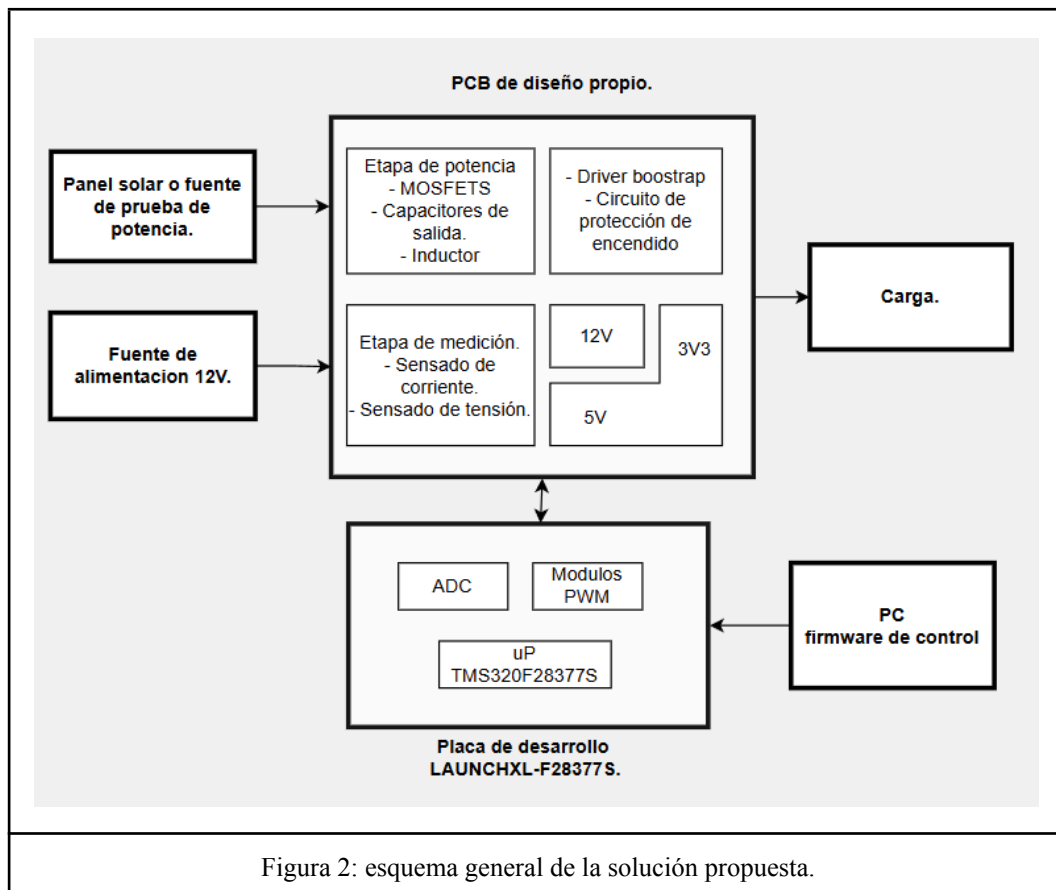 PCB de diseño propio.
Panel solar o fuente
de prueba de
potencia.
Etapa de potencia
- MOSFETS
- Capacitores de
salida.
- Inductor
- Driver boostrap
- Circuito de
protección de
encendido
Carga.
Fuente de
alimentacion 12V.
Etapa de medición.
- Sensado de
corriente.
- Sensado de tensión.
12V
3V3
5V
ADC
Modulos
PWM
uP
TMS320F28377S
PC
firmware de control
Placa de desarrollo
LAUNCHXL-F28377S.
Figura 2: esquema general de la solución propuesta.